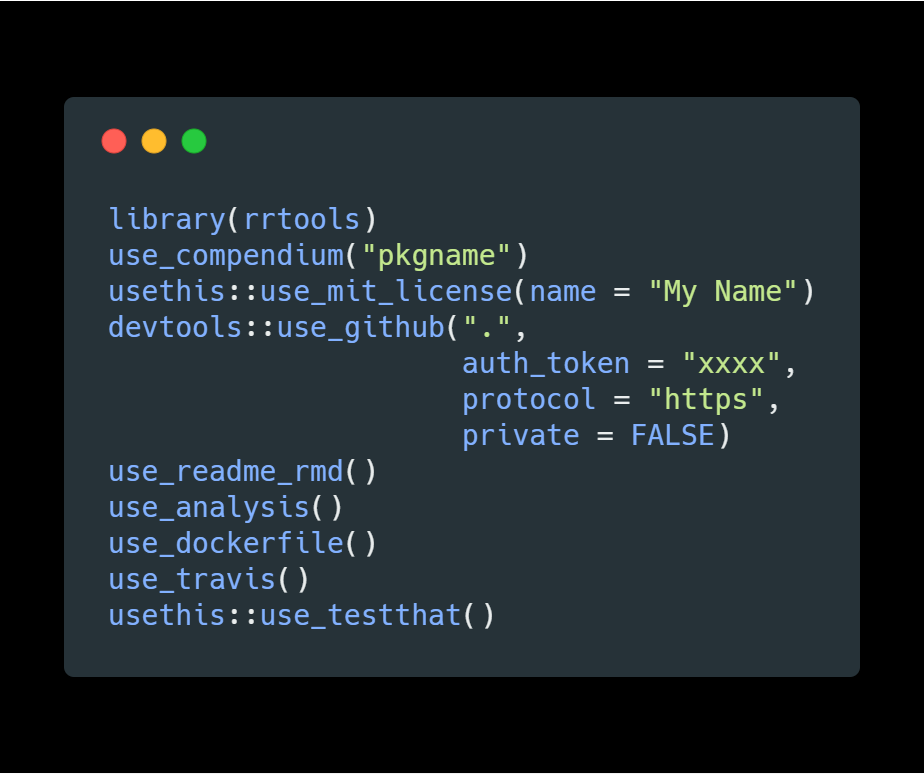 library(rrtools)
use_compendium("pkgname")
usethis::use_mit_license(name = "My Name")
devtools::use_github(".",
                     auth_token = "xxxx",
                     protocol = "https",
                     private = FALSE)
use_readme_rmd()
use_analysis()
use_dockerfile()
use_travis()
usethis::use_testthat()